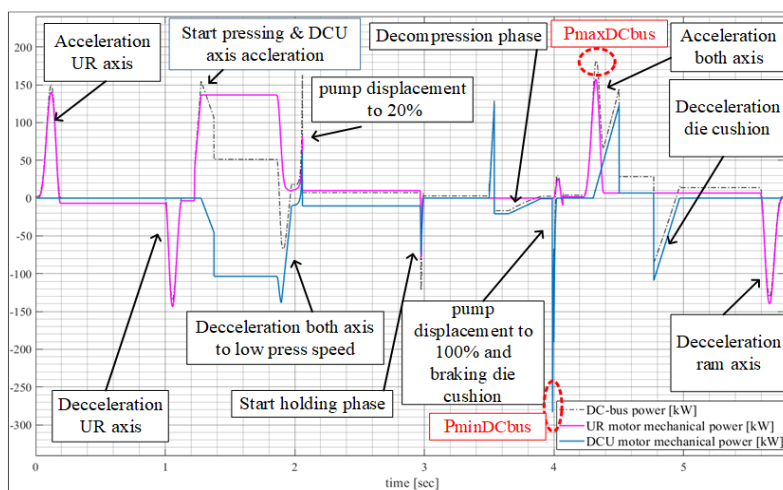 Acceleration
UR axis
Start pressing & DCU
axis accleration
Decompression phase
PmaxDCbus
Acceleration
both axis
pump displacement
to 20%
Decceleration
die cushion
200
150
100
50
0
-50
-100
-150
-200
-250
-300
Decceleration both axis
to low press speed
pump
displacement to
100% and
braking die
cushion
Decceleration
ram axis
Decceleration
UR axis
Start holding phase
PminDCbus
DC-bus power [kW]
UR motor mechanical power [kW]
DCU motor mechanical power [kW]
0
1
2
3
4
5
time [sec]